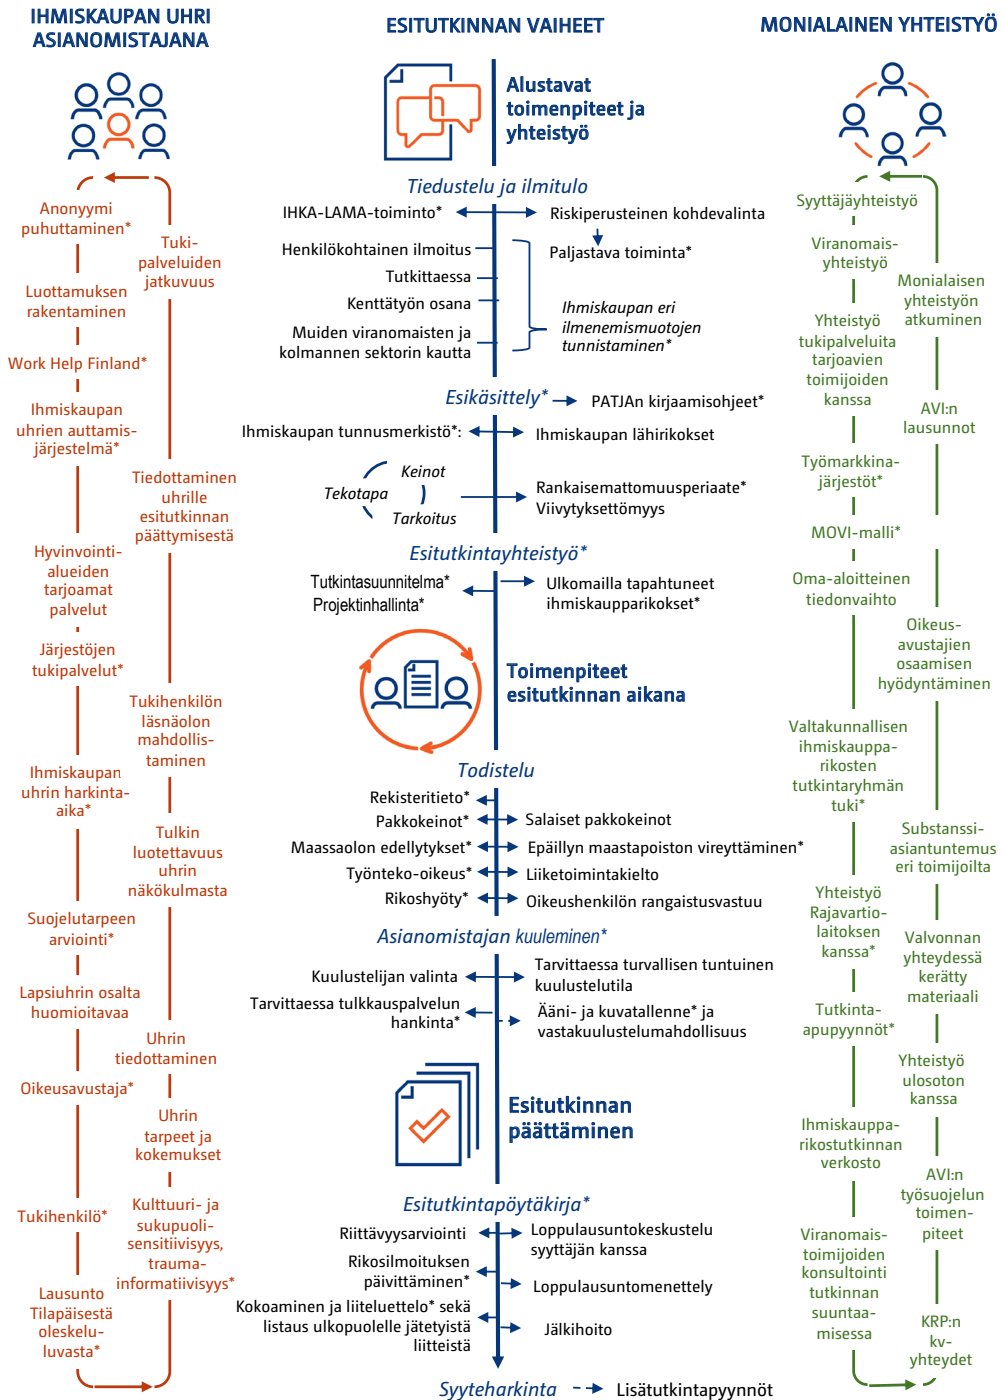 IHMISKAUPAN UHRI
ASIANOMISTAJANA
Anonyymi
puhuttaminen*
Tuki-
palveluiden
jatkuvuus
Luottamuksen
rakentaminen
Work Help Finland*
Ihmiskaupan
uhrien auttamis-
järjestelmä*
Tiedottaminen
uhrille
esitutkinnan
päättymisestä
Hyvinvointi-
alueiden
tarjoamat
palvelut
Järjestöjen
tukipalvelut*
Tukihenkilön
läsnäolon
mahdollis-
taminen
Ihmiskaupan
uhrin harkinta-
aika*
Tulkin
luotettavuus
uhrin
näkökulmasta
Suojelutarpeen
arviointi*
Lapsiuhrin osalta
huomioitavaa
Uhrin
tiedottaminen
Oikeusavustaja*
Uhrin
tarpeet ja
kokemukset
Tukihenkilö*
Kulttuuri- ja
sukupuoli-
sensitiivisyys,
trauma-
informatiivisyys*
Lausunto
Tilapäisestä
oleskelu-
luvasta*
ESITUTKINNAN VAIHEET
Alustavat
toimenpiteet ja
yhteistyö
Tiedustelu ja ilmitulo
IHKA-LAMA-toiminto*
Riskiperusteinen kohdevalinta
Henkilökohtainen ilmoitus
Paljastava toiminta*
Tutkittaessa
Kenttätyön osana
Muiden viranomaisten ja
kolmannen sektorin kautta
Ihmiskaupan eri
ilmenemismuotojen
tunnistaminen*
Esikäsittely*
PATJAn kirjaamisohjeet*
Ihmiskaupan tunnusmerkistö*:
Ihmiskaupan lähirikokset
Keinot
Tekotapa
Tarkoitus
Rankaisemattomuusperiaate*
Viivytyksettömyys
Esitutkintayhteistyö*
Tutkintasuunnitelma*
Projektinhallinta*
Ulkomailla tapahtuneet
ihmiskaupparikokset*
Toimenpiteet
esitutkinnan aikana
Todistelu
Rekisteritieto*
Pakkokeinot*
Salaiset pakkokeinot
Maassaolon edellytykset*
Epäillyn maastapoiston vireyttäminen*
Työnteko-oikeus*
Liiketoimintakielto
Rikoshyöty*
Oikeushenkilön rangaistusvastuu
Asianomistajan kuuleminen*
Kuulustelijan valinta
Tarvittaessa turvallisen tuntuinen
kuulustelutila
Tarvittaessa tulkkauspalvelun
hankinta*
Ääni- ja kuvatallenne* ja
vastakuulustelumahdollisuus
Esitutkinnan
päättäminen
Esitutkintapöytäkirja*
Riittävyysarviointi
Loppulausuntokeskustelu
syyttäjän kanssa
Rikosilmoituksen
päivittäminen*
Loppulausuntomenettely
Kokoaminen ja liiteluettelo* sekä
listaus ulkopuolelle jätetyistä
liitteistä
Jälkihoito
Syyteharkinta
Lisätutkintapyynnöt
MONIALAINEN YHTEISTYÖ
Syyttäjäyhteistyö
Viranomais-
yhteistyö
Monialaisen
yhteistyön
atkuminen
Yhteistyö
tukipalveluita
tarjoavien
toimijoiden
kanssa
AVI:n
lausunnot
Työmarkkina-
järjestöt*
MOVI-malli*
Oma-aloitteinen
tiedonvaihto
Oikeus-
avustajien
osaamisen
hyödyntäminen
Valtakunnallisen
ihmiskauppa-
rikosten
tutkintaryhmän
tuki*
Substanssi-
asiantuntemus
eri toimijoilta
Yhteistyö
Rajavartio-
laitoksen
kanssa*
Valvonnan
yhteydessä
kerätty
materiaali
Tutkinta-
apupyynnöt*
Yhteistyö
ulosoton
kanssa
Ihmiskauppa-
rikostutkinnan
verkosto
AVI:n
työsuojelun
toimen-
piteet
Viranomais-
toimijoiden
konsultointi
tutkinnan
suuntaa-
misessa
KRP:n
kv-
yhteydet